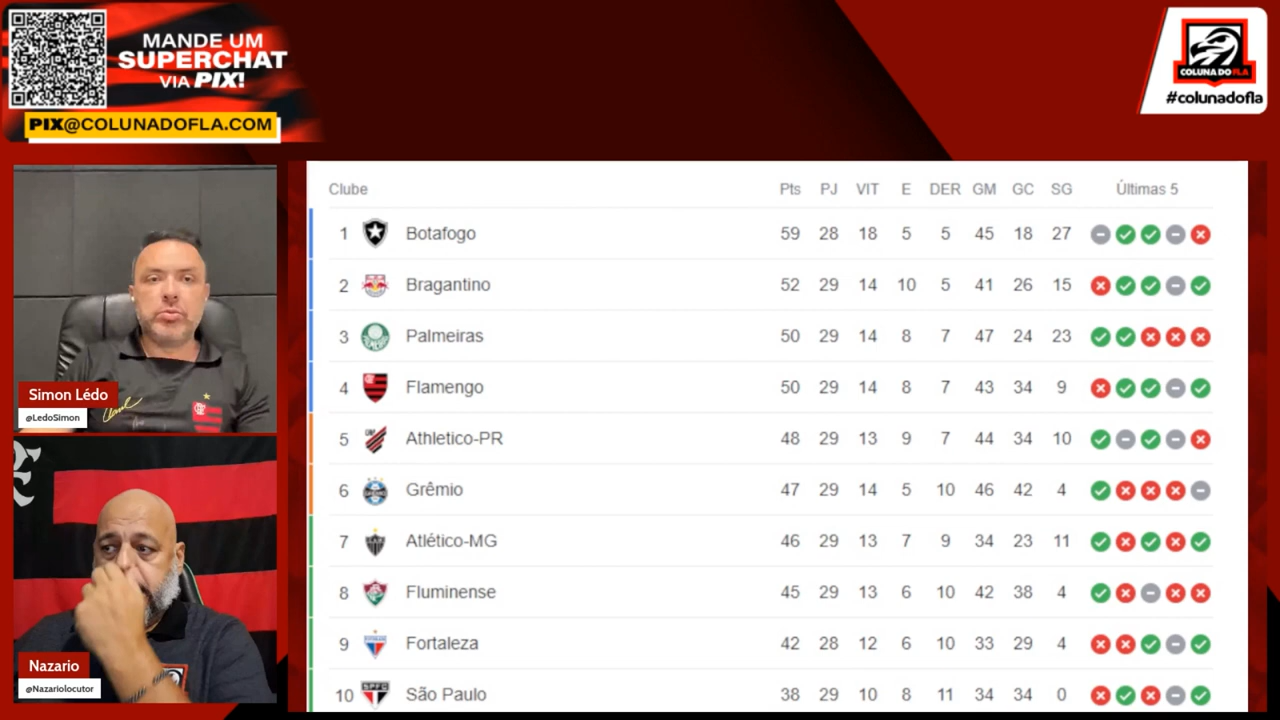 MANDE UM
SUPERCHAT
VIA PIX!
PIX@COLUNADOFLA.COM
COLUNA DO FLA
#colunadofla
Simon Lédo
@LedoSimon
Nazario
@Nazariolocutor
Clube Pts PJ VIT E DER GM GC SG Últimas 5
1 Botafogo 59 28 18 5 5 45 18 27
2 Bragantino 52 29 14 10 5 41 26 15
3 Palmeiras 50 29 14 8 7 47 24 23
4 Flamengo 50 29 14 8 7 43 34 9
5 Athletico-PR 48 29 13 9 7 44 34 10
6 Grêmio 47 29 14 5 10 46 42 4
7 Atlético-MG 46 29 13 7 9 34 23 11
8 Fluminense 45 29 13 6 10 42 38 4
9 Fortaleza 42 28 12 6 10 33 29 4
10 São Paulo 38 29 10 8 11 34 34 0